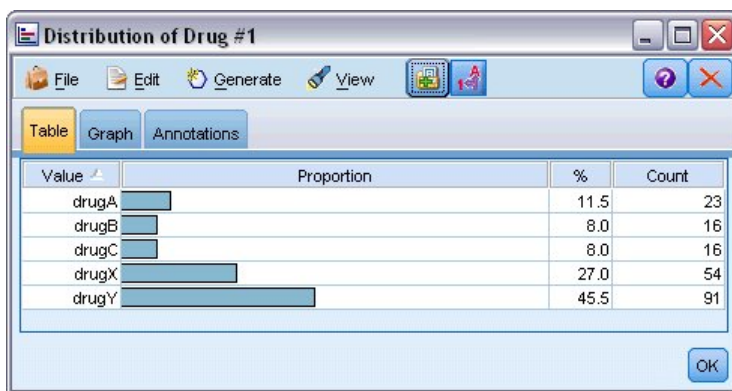 Distribution of Drug #1
File Edit Generate View
Table Graph Annotations
Value Proportion % Count
drugA 11.5 23
drugB 8.0 16
drugC 8.0 16
drugX 27.0 54
drugY 45.5 91
OK